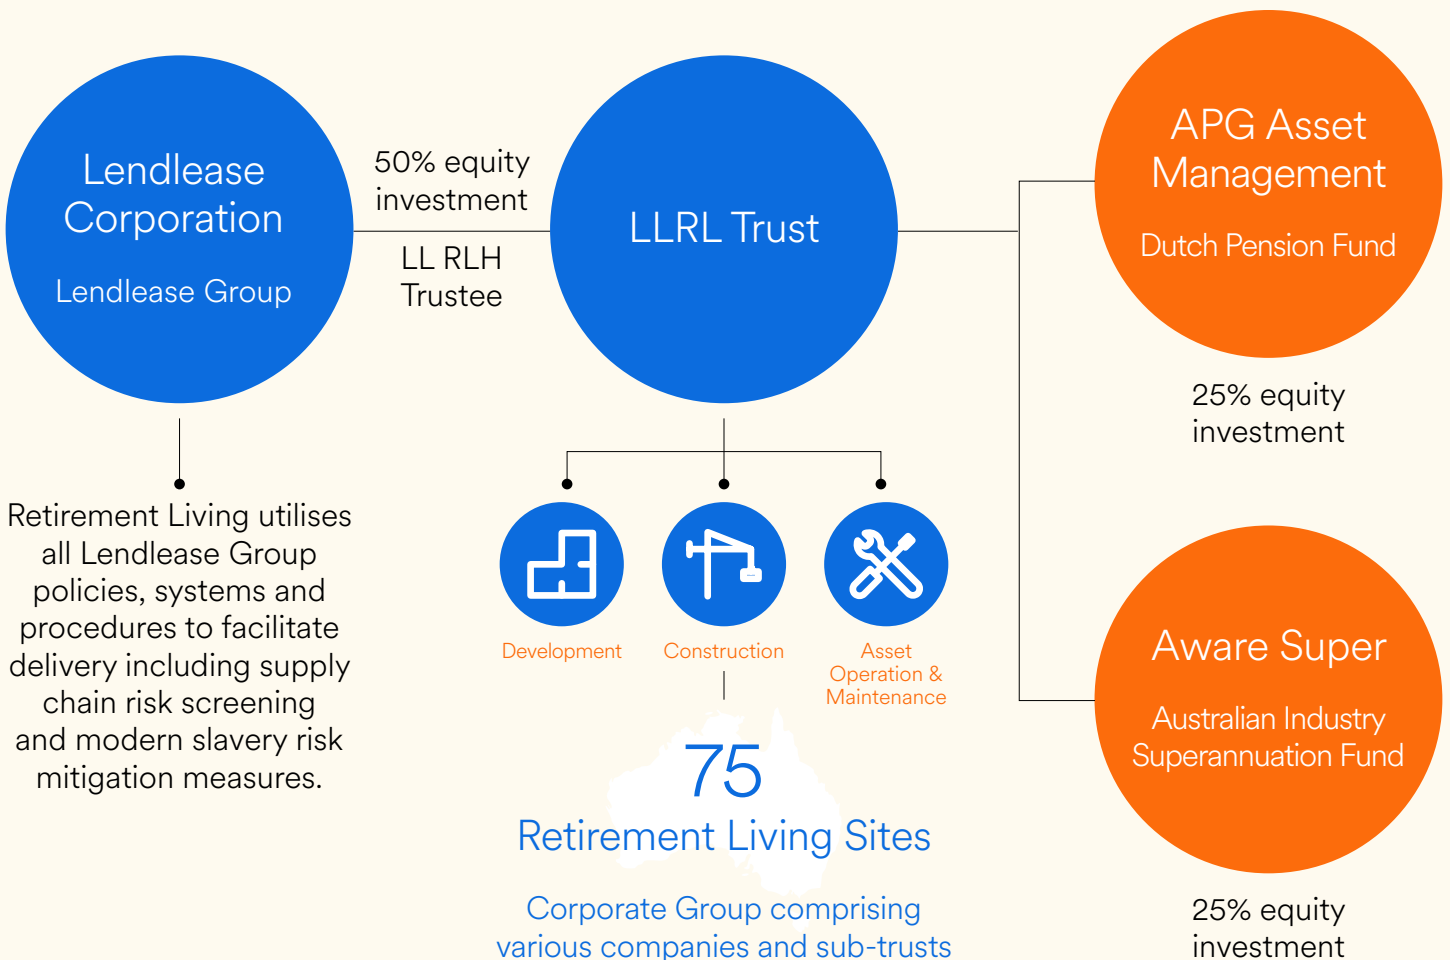 Lendlease
Corporation
Lendlease Group
50% equity
investment
LL RLH
Trustee
LLRL Trust
APG Asset
Management
Dutch Pension Fund
25% equity
investment
Retirement Living utilises
all Lendlease Group
policies, systems and
procedures to facilitate
delivery including supply
chain risk screening
and modern slavery risk
mitigation measures.
Development
Construction
Asset
Operation &
Maintenance
75
Retirement Living Sites
Corporate Group comprising
various companies and sub-trusts
Aware Super
Australian Industry
Superannuation Fund
25% equity
investment